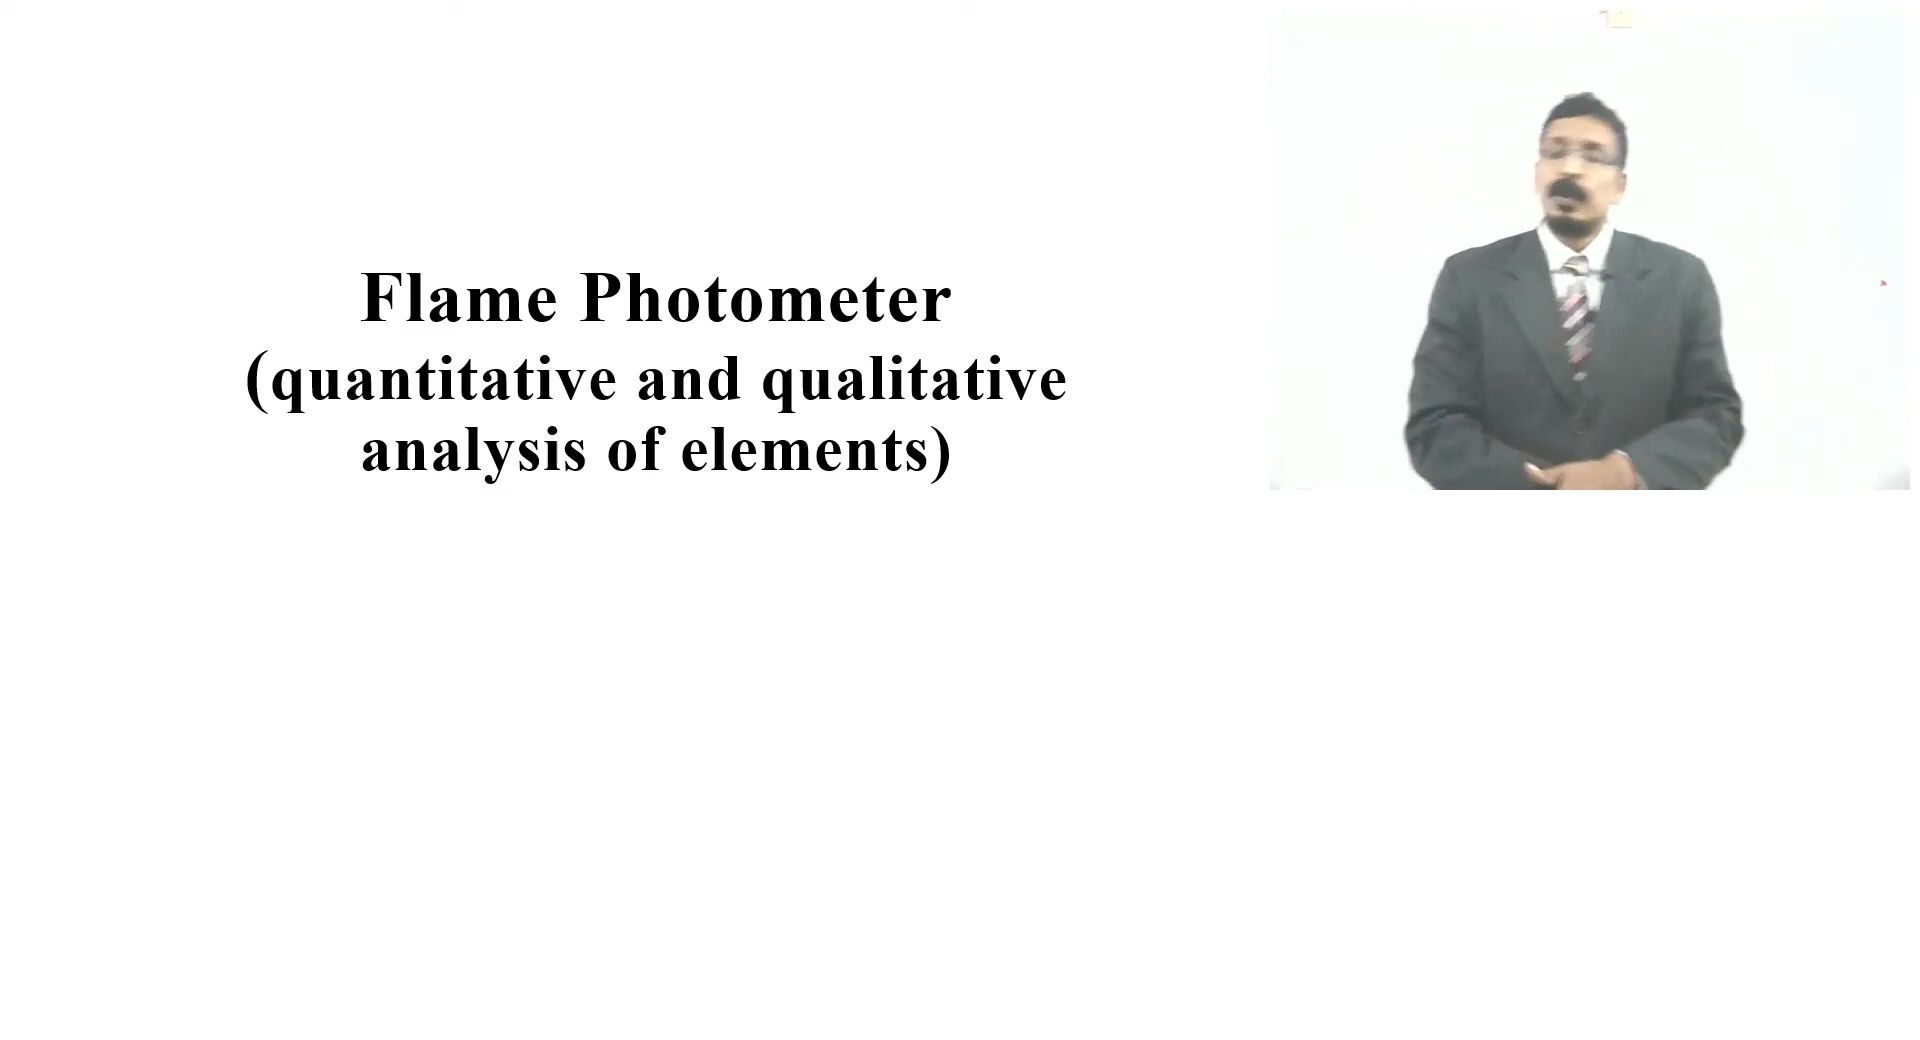 Flame Photometer
(quantitative and qualitative
analysis of elements)